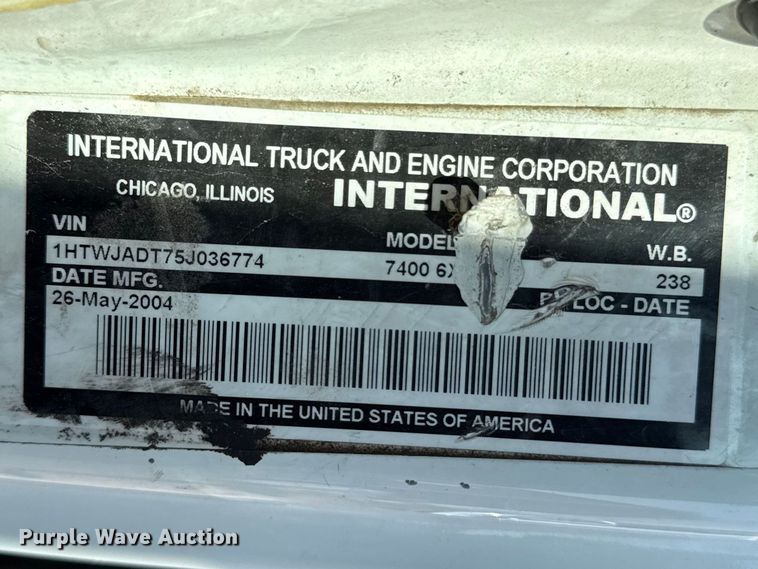 INTERNATIONAL TRUCK AND ENGINE CORPORATION
CHICAGO, ILLINOIS INTERNATIONAL®
VIN MODEL W.B.
1HTWJADT75J036774 7400 6X 238
DATE MFG. LOC - DATE
26-May-2004
MADE IN THE UNITED STATES OF AMERICA
Purple Wave Auction